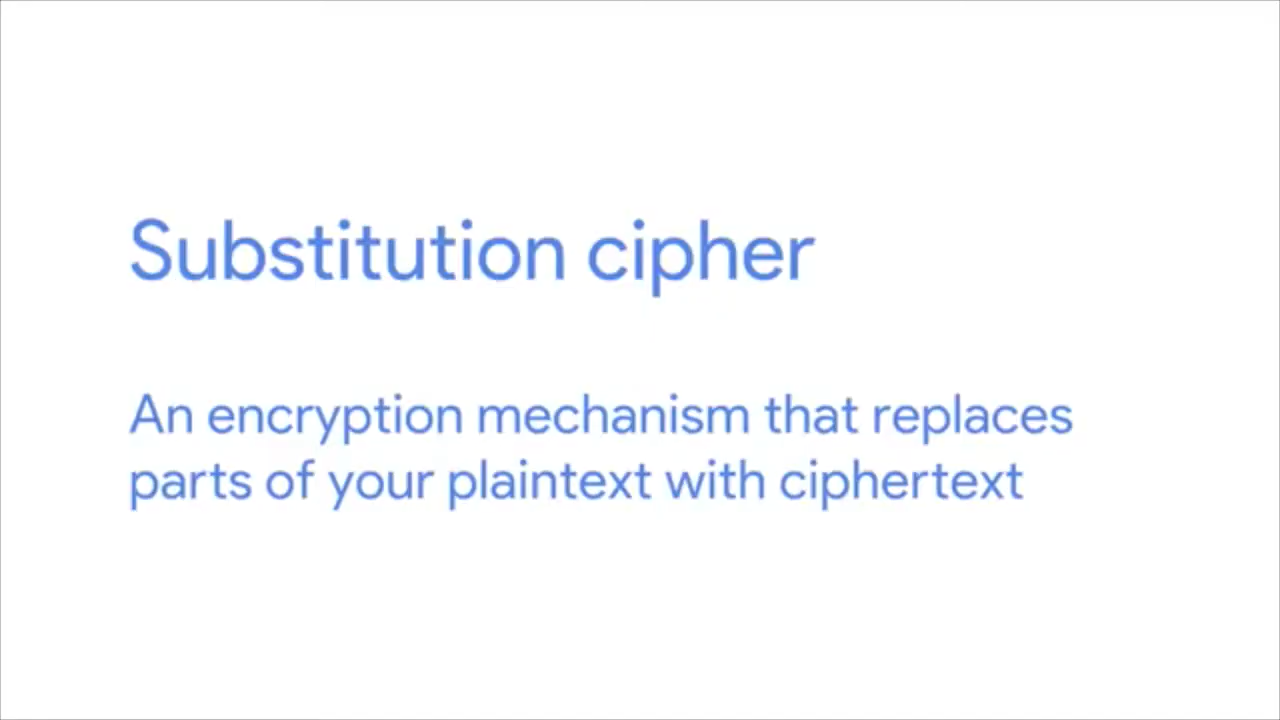 Substitution cipher
An encryption mechanism that replaces
parts of your plaintext with ciphertext